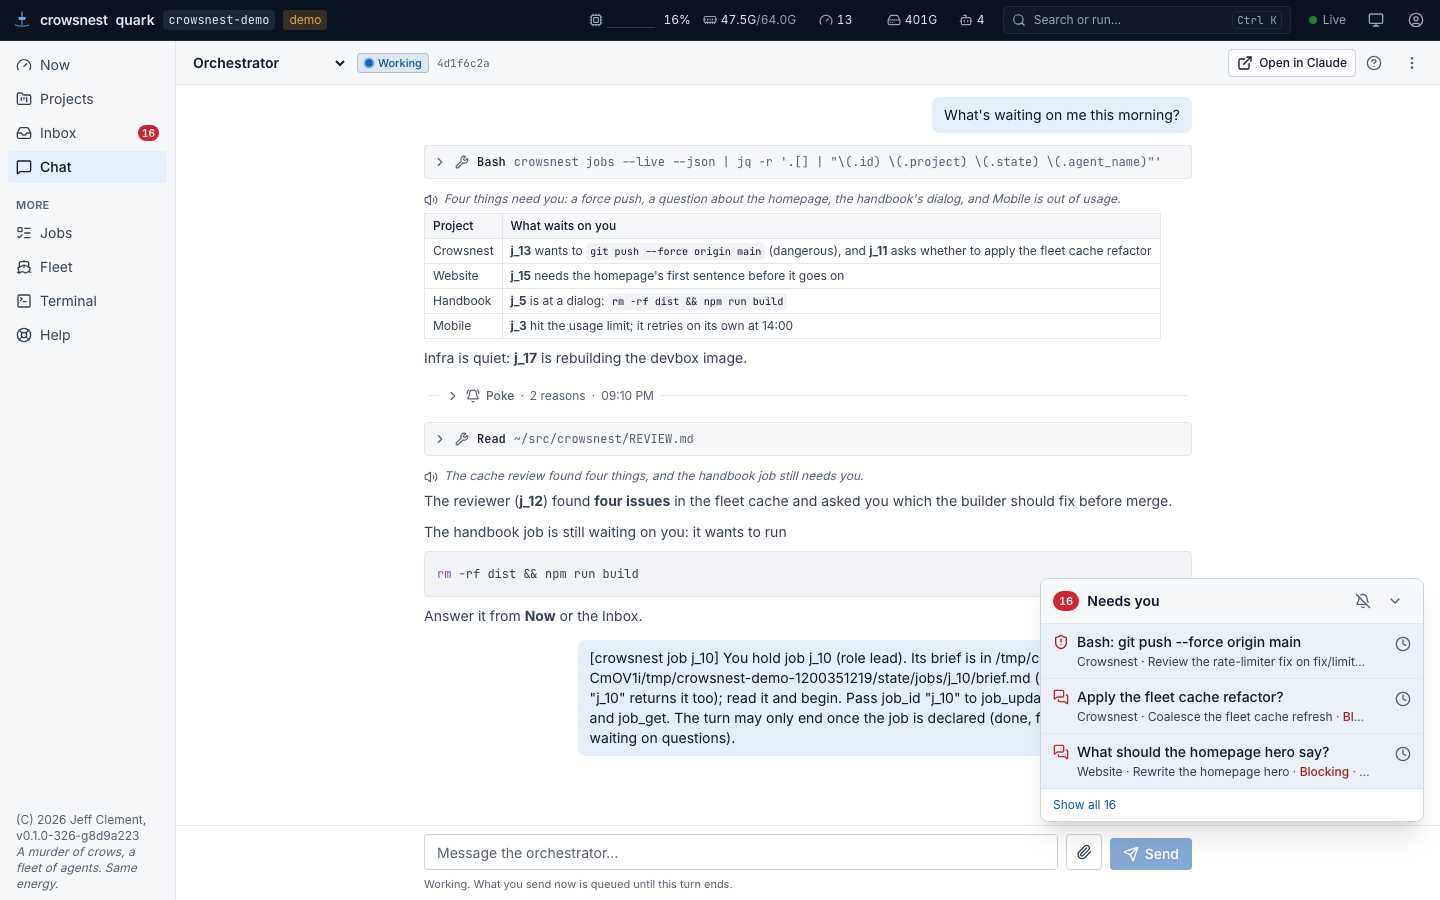 crowsnest quark crowsnest-demo demo 16% 47.5G/64.0G 13 401G 4 Search or run... Ctrl K Live
Now
Projects
Inbox 16
Chat
MORE
Jobs
Fleet
Terminal
Help
(C) 2026 Jeff Clement,
v0.1.0-326-g8d9a223
A murder of crows, a
fleet of agents. Same
energy.
Orchestrator Working 4d1f6c2a Open in Claude
What's waiting on me this morning?
Bash crowsnest jobs --live --json | jq -r '.[] | "\(.id) \(.project) \(.state) \(.agent_name)"'
Four things need you: a force push, a question about the homepage, the handbook's dialog, and Mobile is out of usage.
Project What waits on you
Crowsnest j_13 wants to git push --force origin main (dangerous), and j_11 asks whether to apply the fleet cache refactor
Website j_15 needs the homepage's first sentence before it goes on
Handbook j_5 is at a dialog: rm -rf dist && npm run build
Mobile j_3 hit the usage limit; it retries on its own at 14:00
Infra is quiet: j_17 is rebuilding the devbox image.
Poke · 2 reasons · 09:10 PM
Read ~/src/crowsnest/REVIEW.md
The cache review found four things, and the handbook job still needs you.
The reviewer (j_12) found four issues in the fleet cache and asked you which the builder should fix before merge.
The handbook job is still waiting on you: it wants to run
rm -rf dist && npm run build
Answer it from Now or the Inbox.
[crowsnest job j_10] You hold job j_10 (role lead). Its brief is in /tmp/c
CmOV1i/tmp/crowsnest-demo-1200351219/state/jobs/j_10/brief.md (
"j_10" returns it too); read it and begin. Pass job_id "j_10" to job_upda
and job_get. The turn may only end once the job is declared (done, f
waiting on questions).
16 Needs you
Bash: git push --force origin main
Crowsnest · Review the rate-limiter fix on fix/limit...
Apply the fleet cache refactor?
Crowsnest · Coalesce the fleet cache refresh · Bl...
What should the homepage hero say?
Website · Rewrite the homepage hero · Blocking · ...
Show all 16
Message the orchestrator... Send
Working. What you send now is queued until this turn ends.